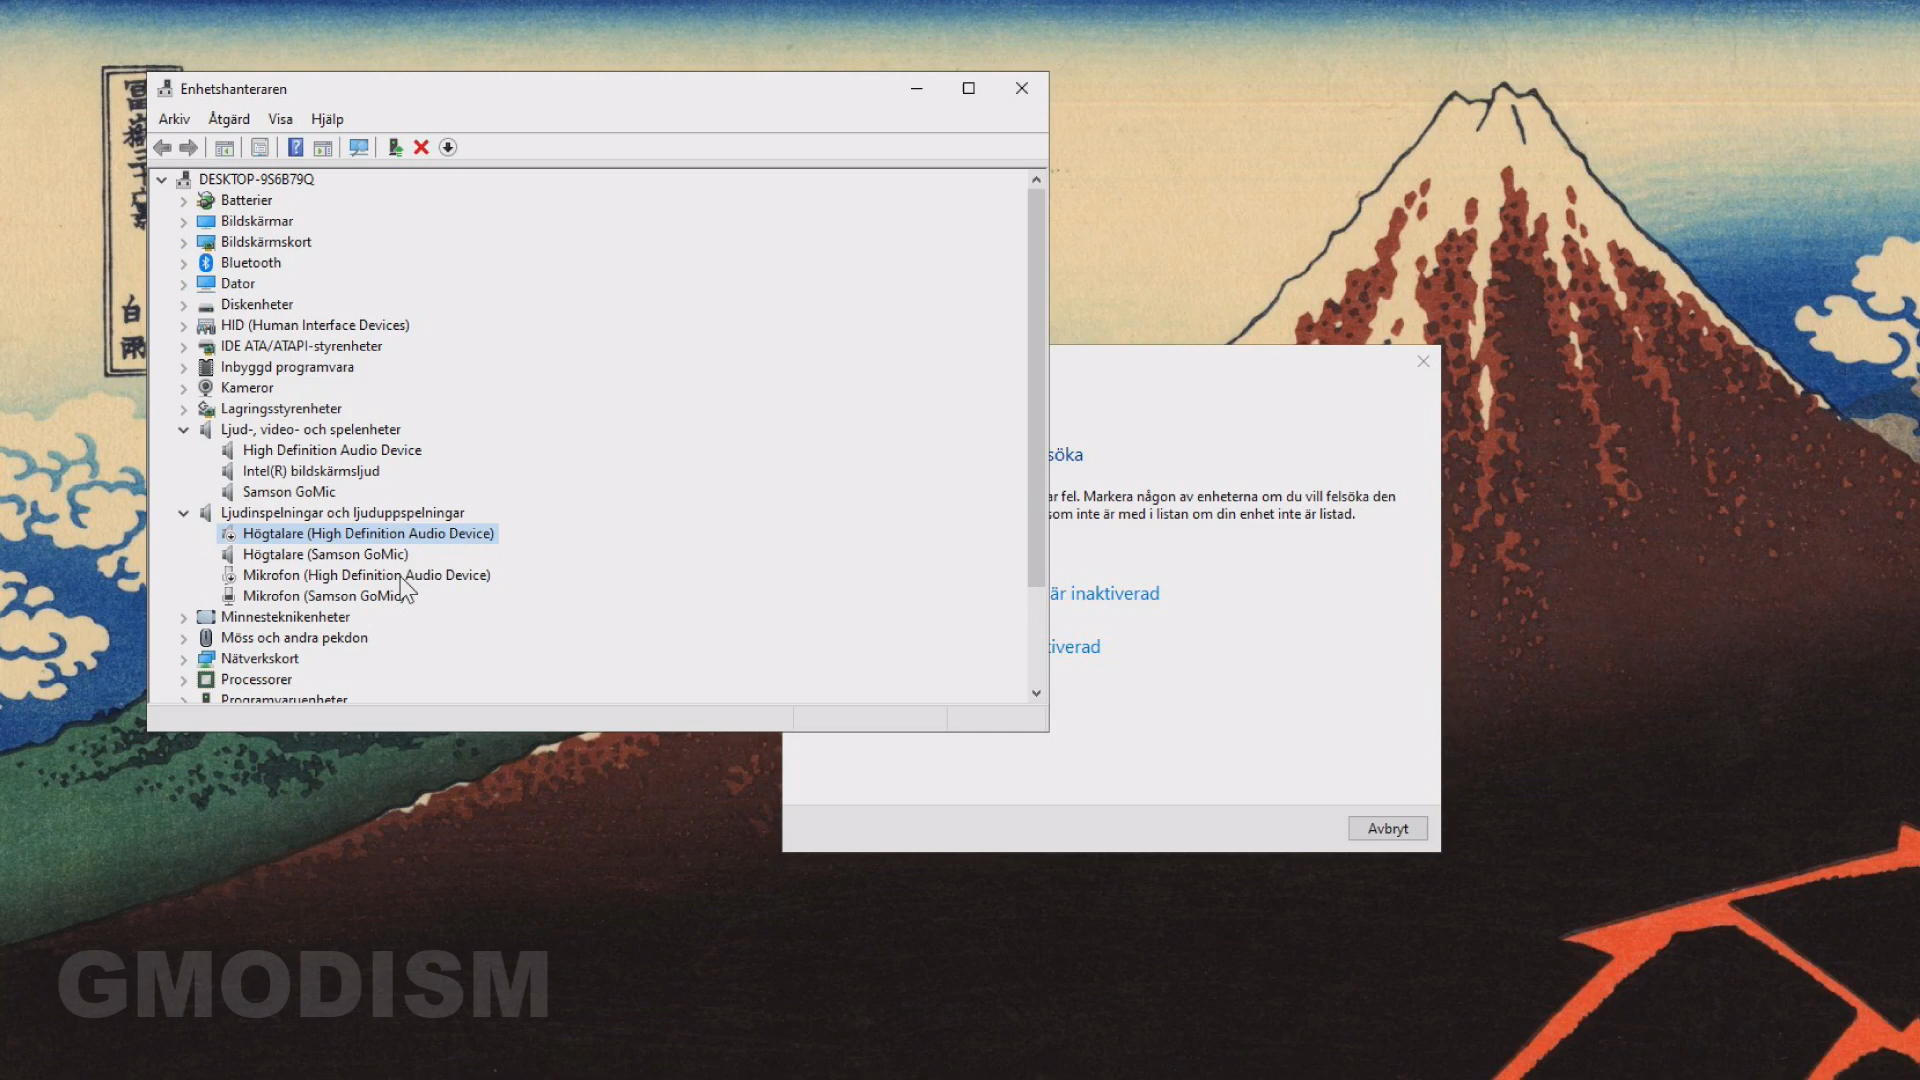 Enhetshanteraren
Arkiv Åtgärd Visa Hjälp
DESKTOP-9S6B79Q
Batterier
Bildskärmar
Bildskärmskort
Bluetooth
Dator
Diskenheter
HID (Human Interface Devices)
IDE ATA/ATAPI-styrenheter
Inbyggd programvara
Kameror
Lagringsstyrenheter
Ljud-, video- och spelenheter
High Definition Audio Device
Intel(R) bildskärmsljud
Samson GoMic
Ljudinspelningar och ljuduppspelningar
Högtalare (High Definition Audio Device)
Högtalare (Samson GoMic)
Mikrofon (High Definition Audio Device)
Mikrofon (Samson GoMic)
Minnesteknikenheter
Möss och andra pekdon
Nätverkskort
Processorer
Programvaruenheter
söka
ar fel. Markera någon av enheterna om du vill felsöka den
som inte är med i listan om din enhet inte är listad.
är inaktiverad
tiverad
Avbryt
白雨
GMODISM